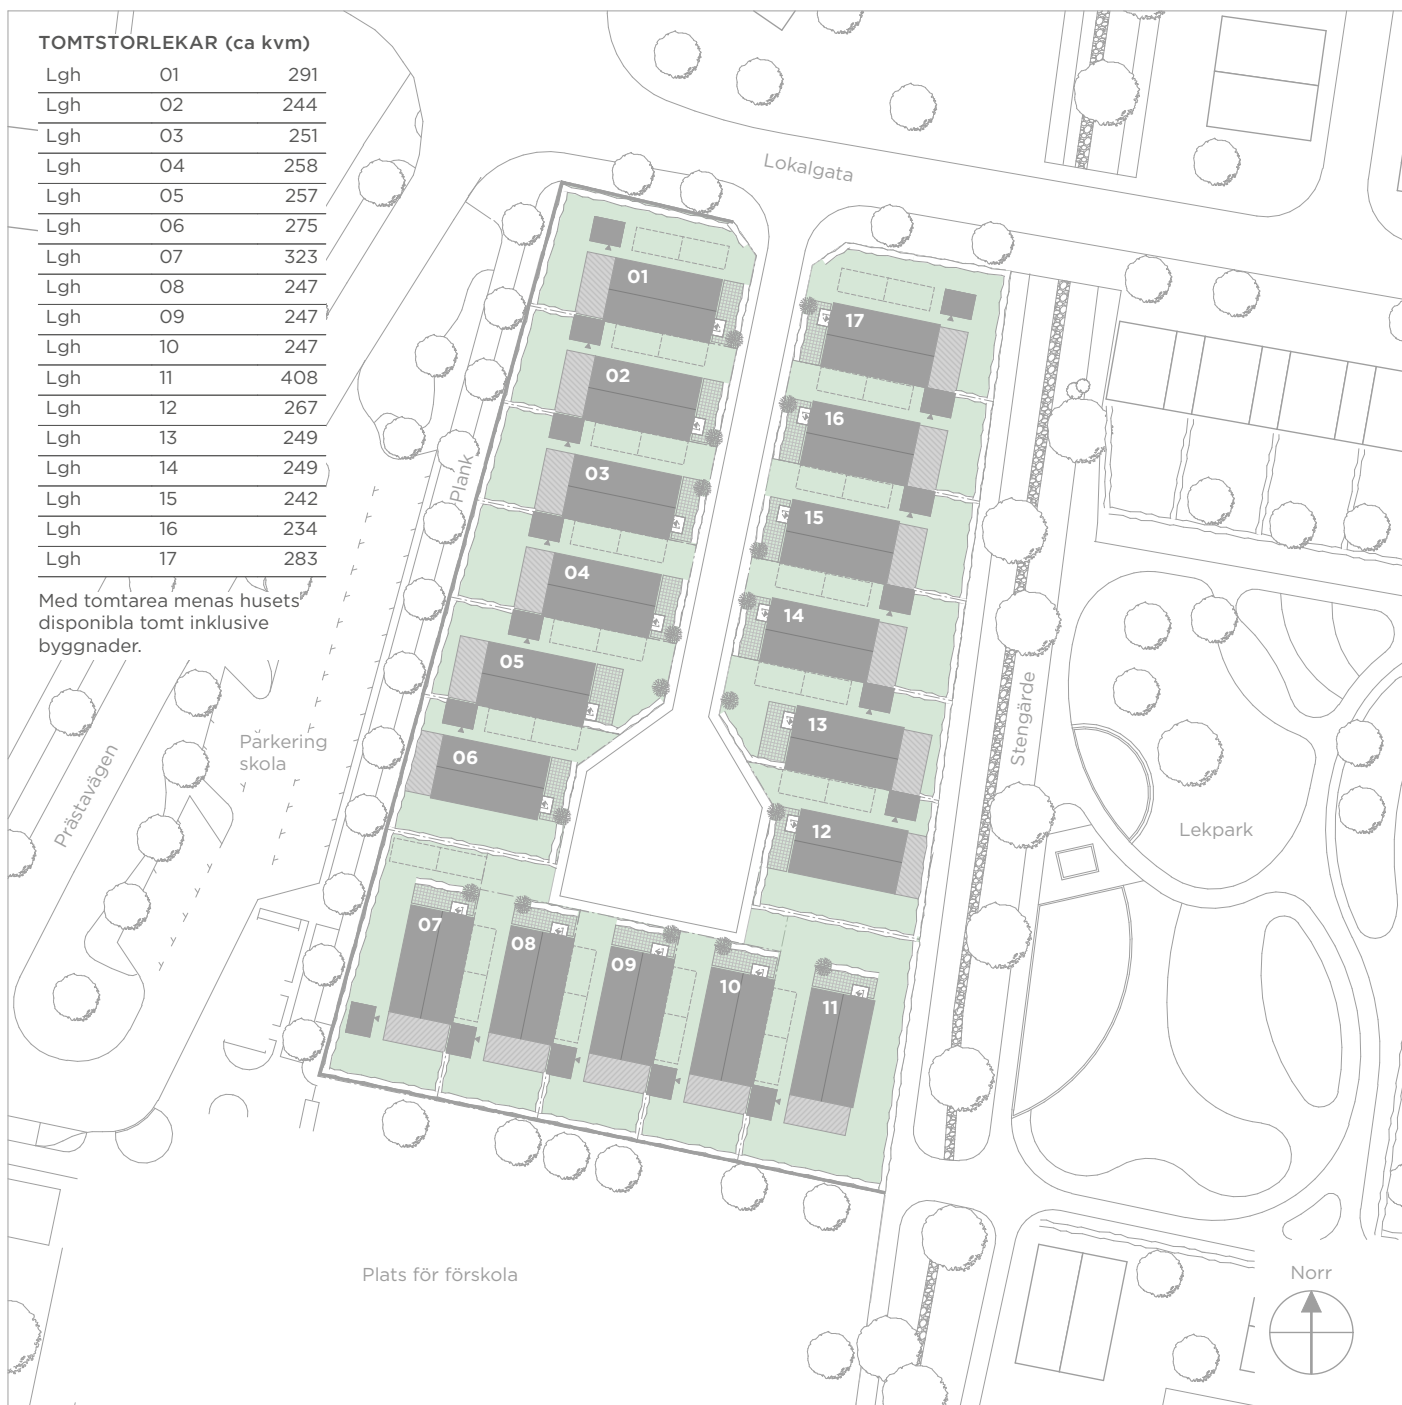 TOMTSTORLEKAR (ca kvm)
Lgh 01 291
Lgh 02 244
Lgh 03 251
Lgh 04 258
Lgh 05 257
Lgh 06 275
Lgh 07 323
Lgh 08 247
Lgh 09 247
Lgh 10 247
Lgh 11 408
Lgh 12 267
Lgh 13 249
Lgh 14 249
Lgh 15 242
Lgh 16 234
Lgh 17 283
Med tomtarea menas husets
disponibla tomt inklusive
byggnader.
Lokalgata
01
02
03
04
05
06
07
08
09
10
11
12
13
14
15
16
17
Plank
Parkering
skola
Prästavägen
Stengärde
Lekpark
Plats för förskola
Norr